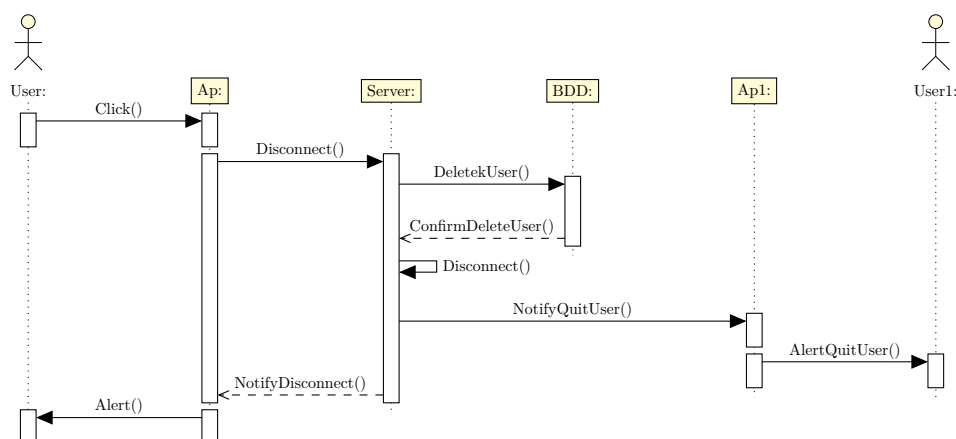 User:
Ap:
Server:
BDD:
Ap1:
User1:
Click()
Disconnect()
DeletekUser()
ConfirmDeleteUser()
Disconnect()
NotifyQuitUser()
AlertQuitUser()
NotifyDisconnect()
Alert()